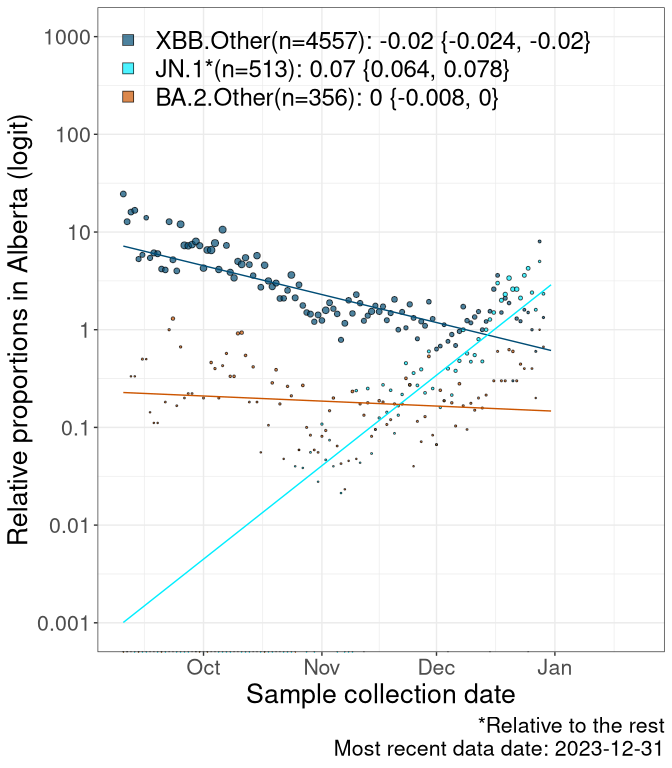 XBB.Other(n=4557): -0.02 {-0.024, -0.02}
JN.1*(n=513): 0.07 {0.064, 0.078}
BA.2.Other(n=356): 0 {-0.008, 0}
Relative proportions in Alberta (logit)
1000
100
10
1
0.1
0.01
0.001
Oct Nov Dec Jan
Sample collection date
*Relative to the rest
Most recent data date: 2023-12-31